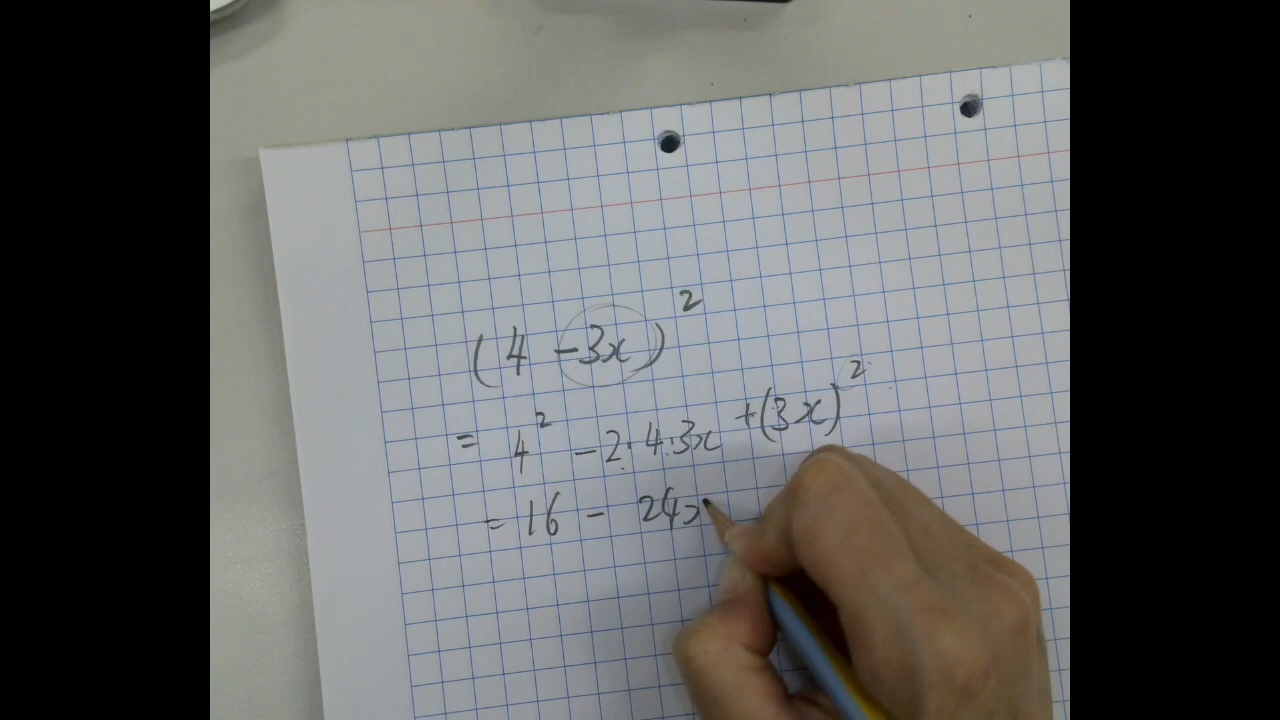 (4 -3x)²
= 4² -2·4·3x +(3x)²
= 16 - 24x